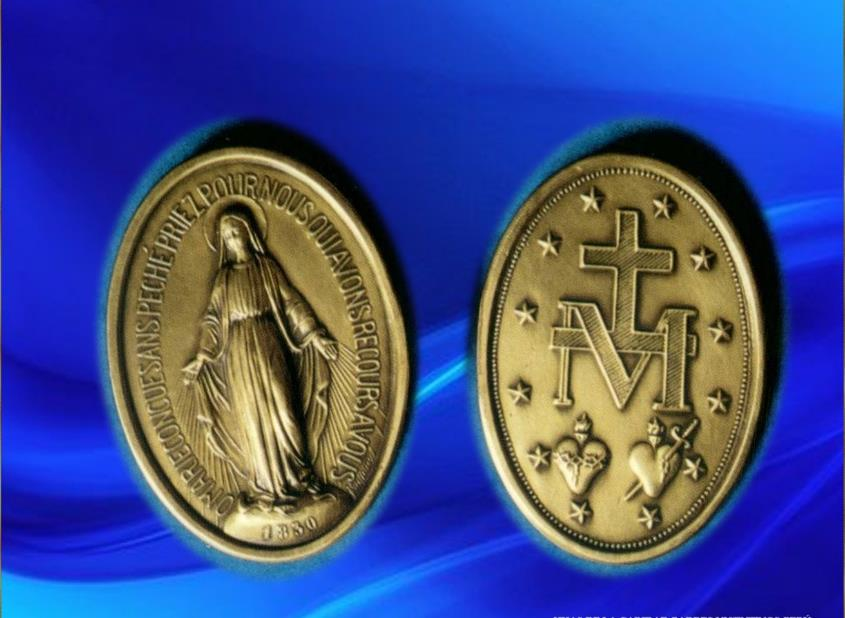 O MARIE CONÇUE SANS PÉCHÉ PRIEZ POUR NOUS QUI AVONS RECOURS A VOUS
1830
M